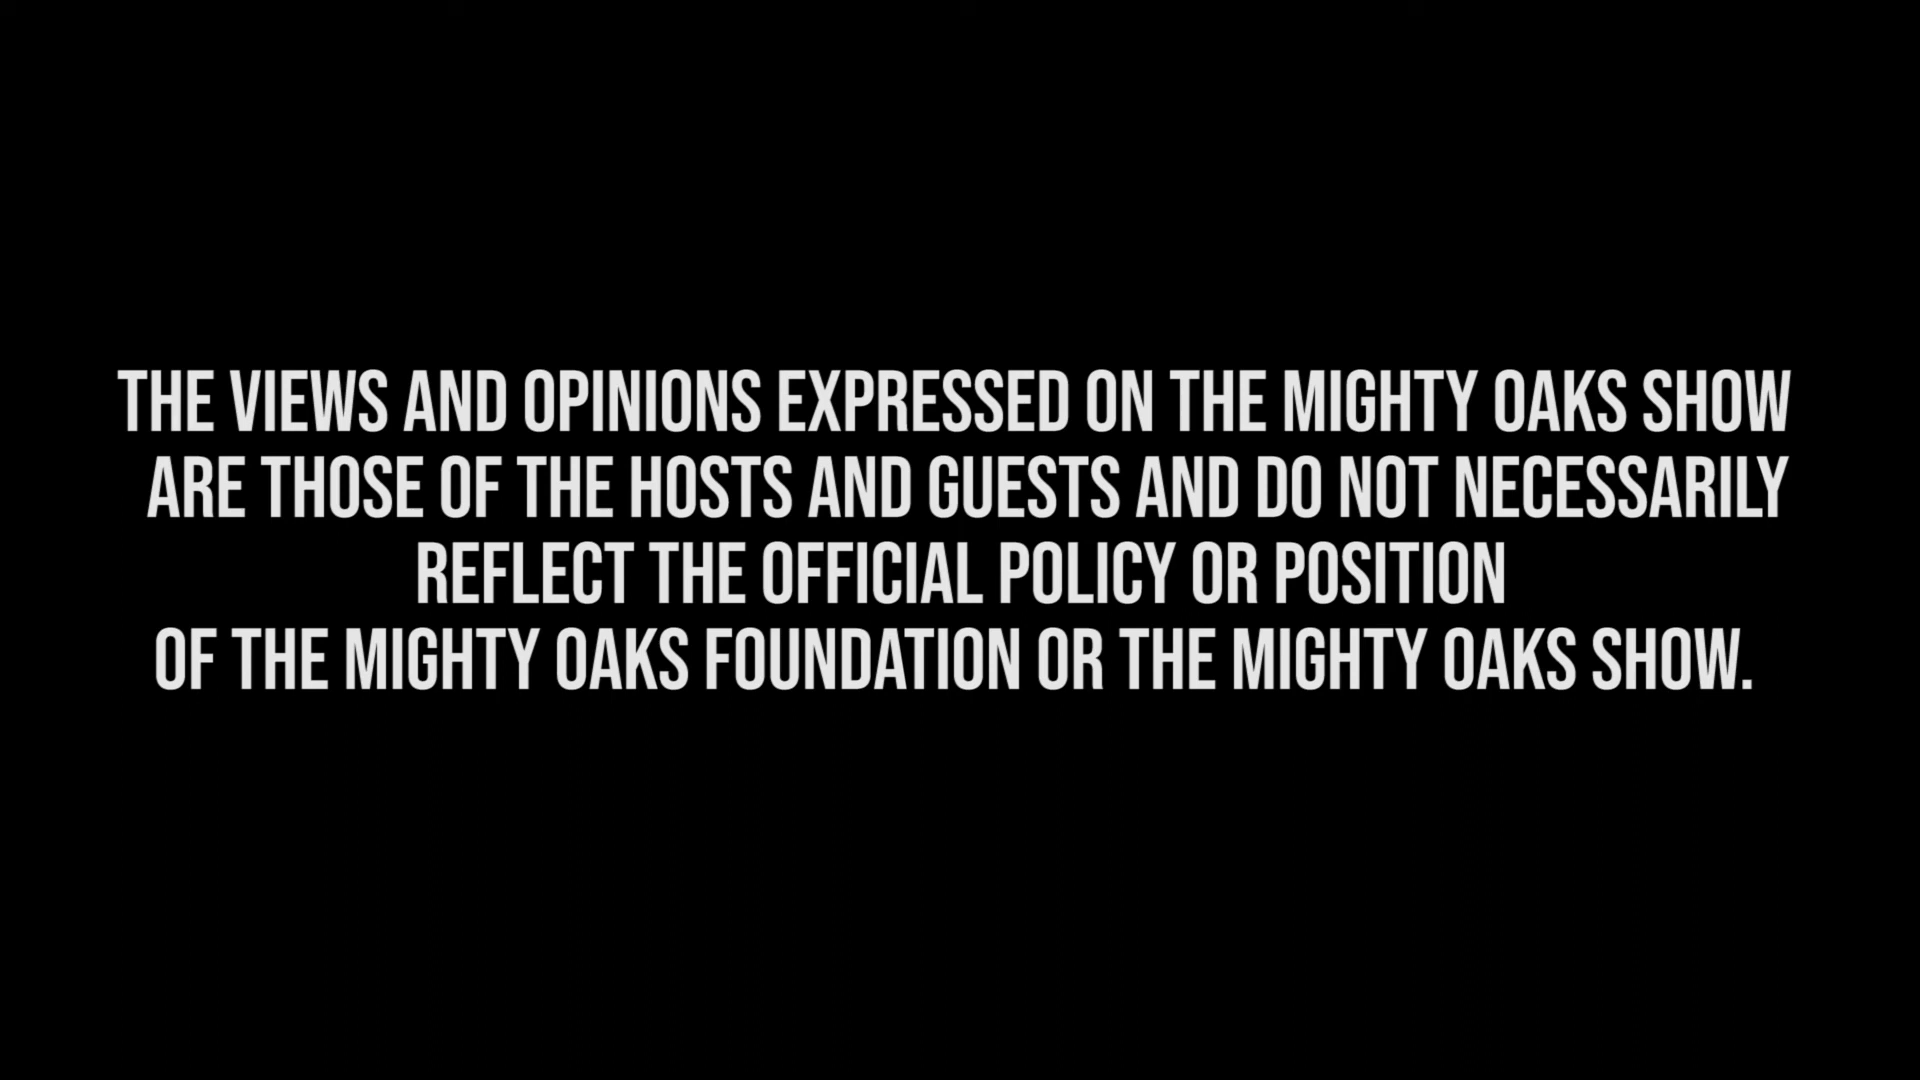 THE VIEWS AND OPINIONS EXPRESSED ON THE MIGHTY OAKS SHOW
ARE THOSE OF THE HOSTS AND GUESTS AND DO NOT NECESSARILY
REFLECT THE OFFICIAL POLICY OR POSITION
OF THE MIGHTY OAKS FOUNDATION OR THE MIGHTY OAKS SHOW.